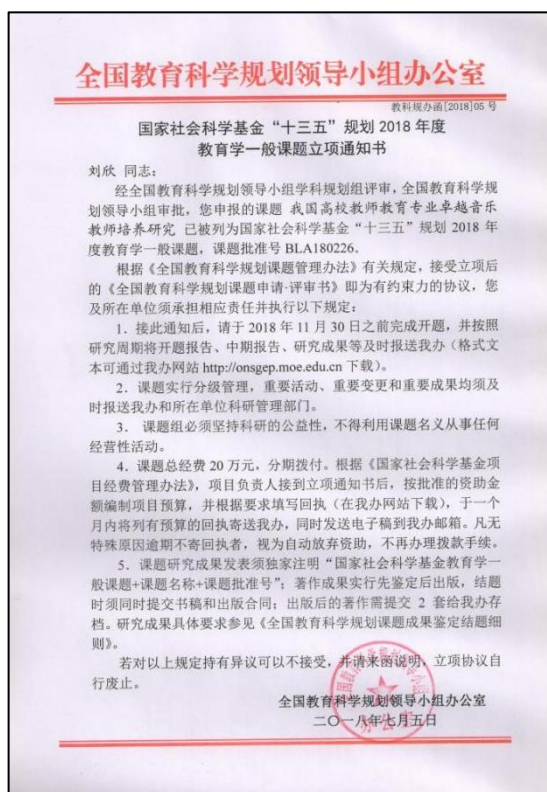 全国教育科学规划领导小组办公室
教科规办函[2018]05 号
国家社会科学基金“十三五”规划 2018 年度
教育学一般课题立项通知书
刘欣 同志：
经全国教育科学规划领导小组学科规划组评审，全国教育科学规
划领导小组审批，您申报的课题 我国高校教师教育专业卓越音乐
教师培养研究 已被列为国家社会科学基金“十三五”规划 2018 年
度教育学一般课题，课题批准号 BLA180226．
根据《全国教育科学规划课题管理办法》有关规定，接受立项后
的《全国教育科学规划课题申请·评审书》即为有约束力的协议，您
及所在单位须承担相应责任并执行以下规定：
1．接此通知后，请于 2018 年 11 月 30 日之前完成开题，并按照
研究周期将开题报告、中期报告、研究成果等及时报送我办（格式文
本可通过我办网站 http://onsgep.moe.edu.cn 下载）。
2．课题实行分级管理，重要活动、重要变更和重要成果均须及
时报送我办和所在单位科研管理部门。
3． 课题组必须坚持科研的公益性，不得利用课题名义从事任何
经营性活动。
4．课题总经费 20 万元，分期拨付。根据《国家社会科学基金项
目经费管理办法》，项目负责人接到立项通知书后，按批准的资助金
额编制项目预算，并根据要求填写回执（在我办网站下载），于一个
月内将列有预算的回执寄送我办，同时发送电子稿到我办邮箱。凡无
特殊原因逾期不寄回执者，视为自动放弃资助，不再办理拨款手续。
5．课题研究成果发表须独家注明“国家社会科学基金教育学一
般课题+课题名称+课题批准号”；著作成果实行先鉴定后出版，结题
时须同时提交书稿和出版合同；出版后的著作需提交 2 套给我办存
档。研究成果具体要求参见《全国教育科学规划课题成果鉴定结题细
则》。
若对以上规定持有异议可以不接受，并请来函说明，立项协议自
行废止。
全国教育科学规划领导小组办公室
二〇一八年七月五日